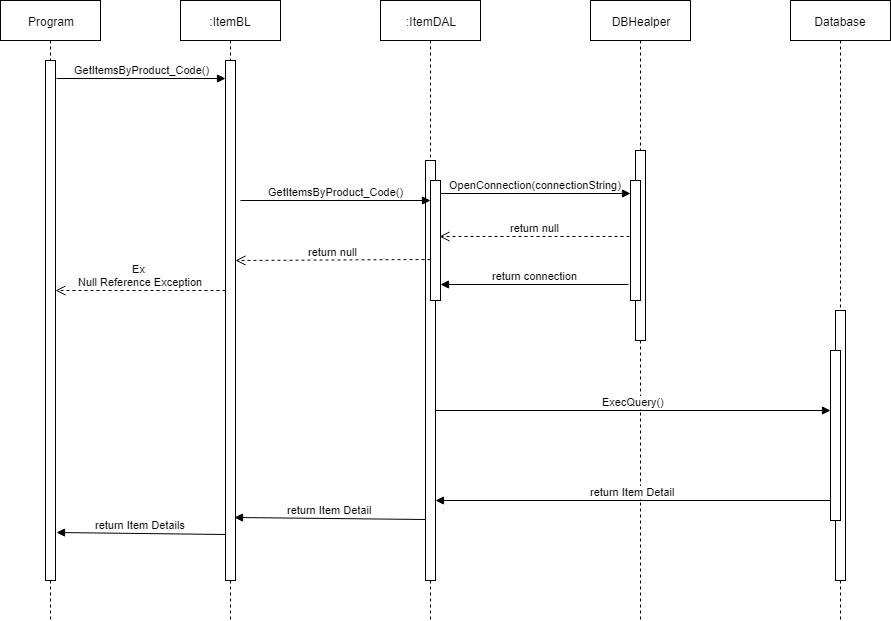 Program
:ItemBL
:ItemDAL
DBHealper
Database
GetItemsByProduct_Code()
GetItemsByProduct_Code()
OpenConnection(connectionString)
return null
return null
Ex
Null Reference Exception
return connection
ExecQuery()
return Item Detail
return Item Detail
return Item Details